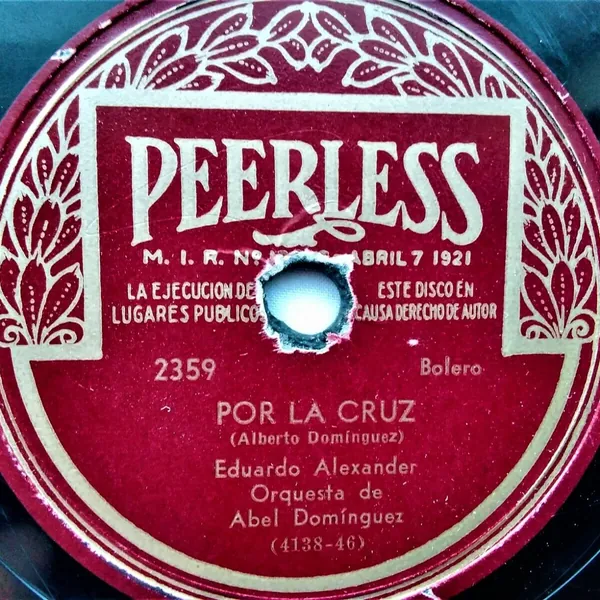 PEERLESS
M. I. R. Nº ABRIL 7 1921
LA EJECUCION DE ESTE DISCO EN
LUGARES PUBLICO CAUSA DERECHO DE AUTOR
2359 Bolero
POR LA CRUZ
(Alberto Domínguez)
Eduardo Alexander
Orquesta de
Abel Domínguez
(4138-46)